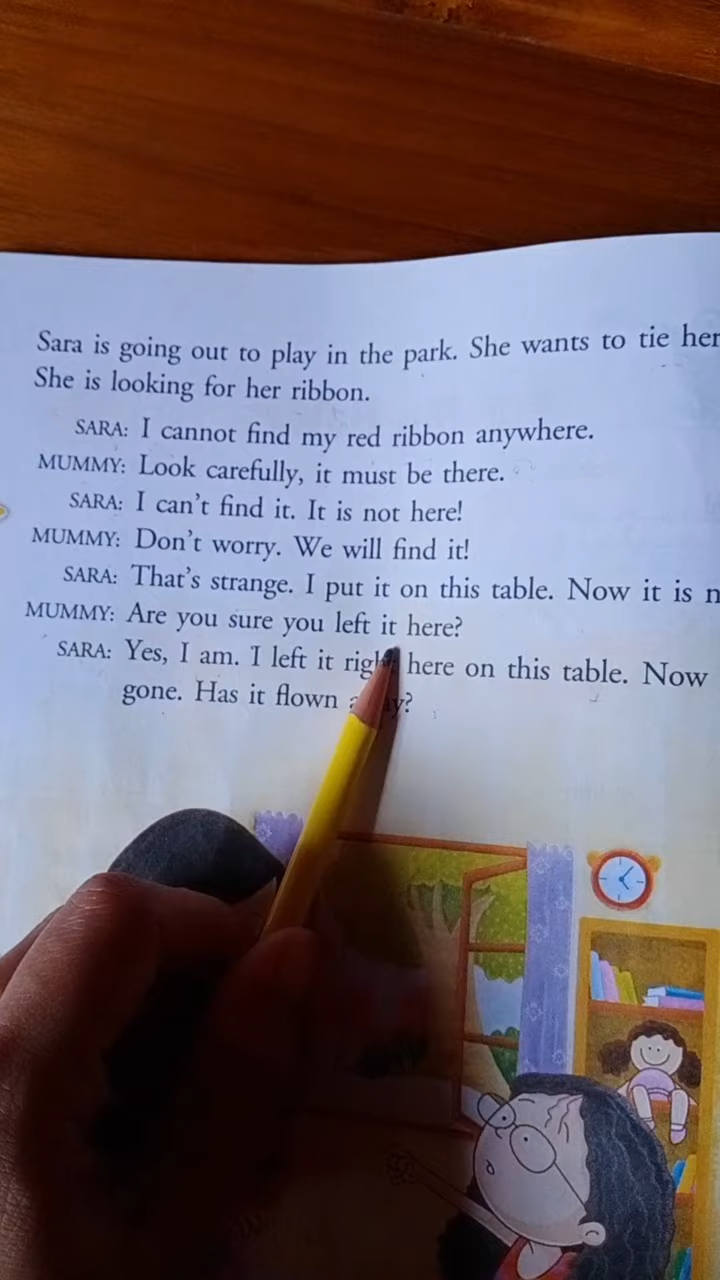 Sara is going out to play in the park. She wants to tie her
She is looking for her ribbon.
SARA: I cannot find my red ribbon anywhere.
MUMMY: Look carefully, it must be there.
SARA: I can't find it. It is not here!
MUMMY: Don't worry. We will find it!
SARA: That's strange. I put it on this table. Now it is
MUMMY: Are you sure you left it here?
SARA: Yes, I am. I left it right here on this table. Now
gone. Has it flown